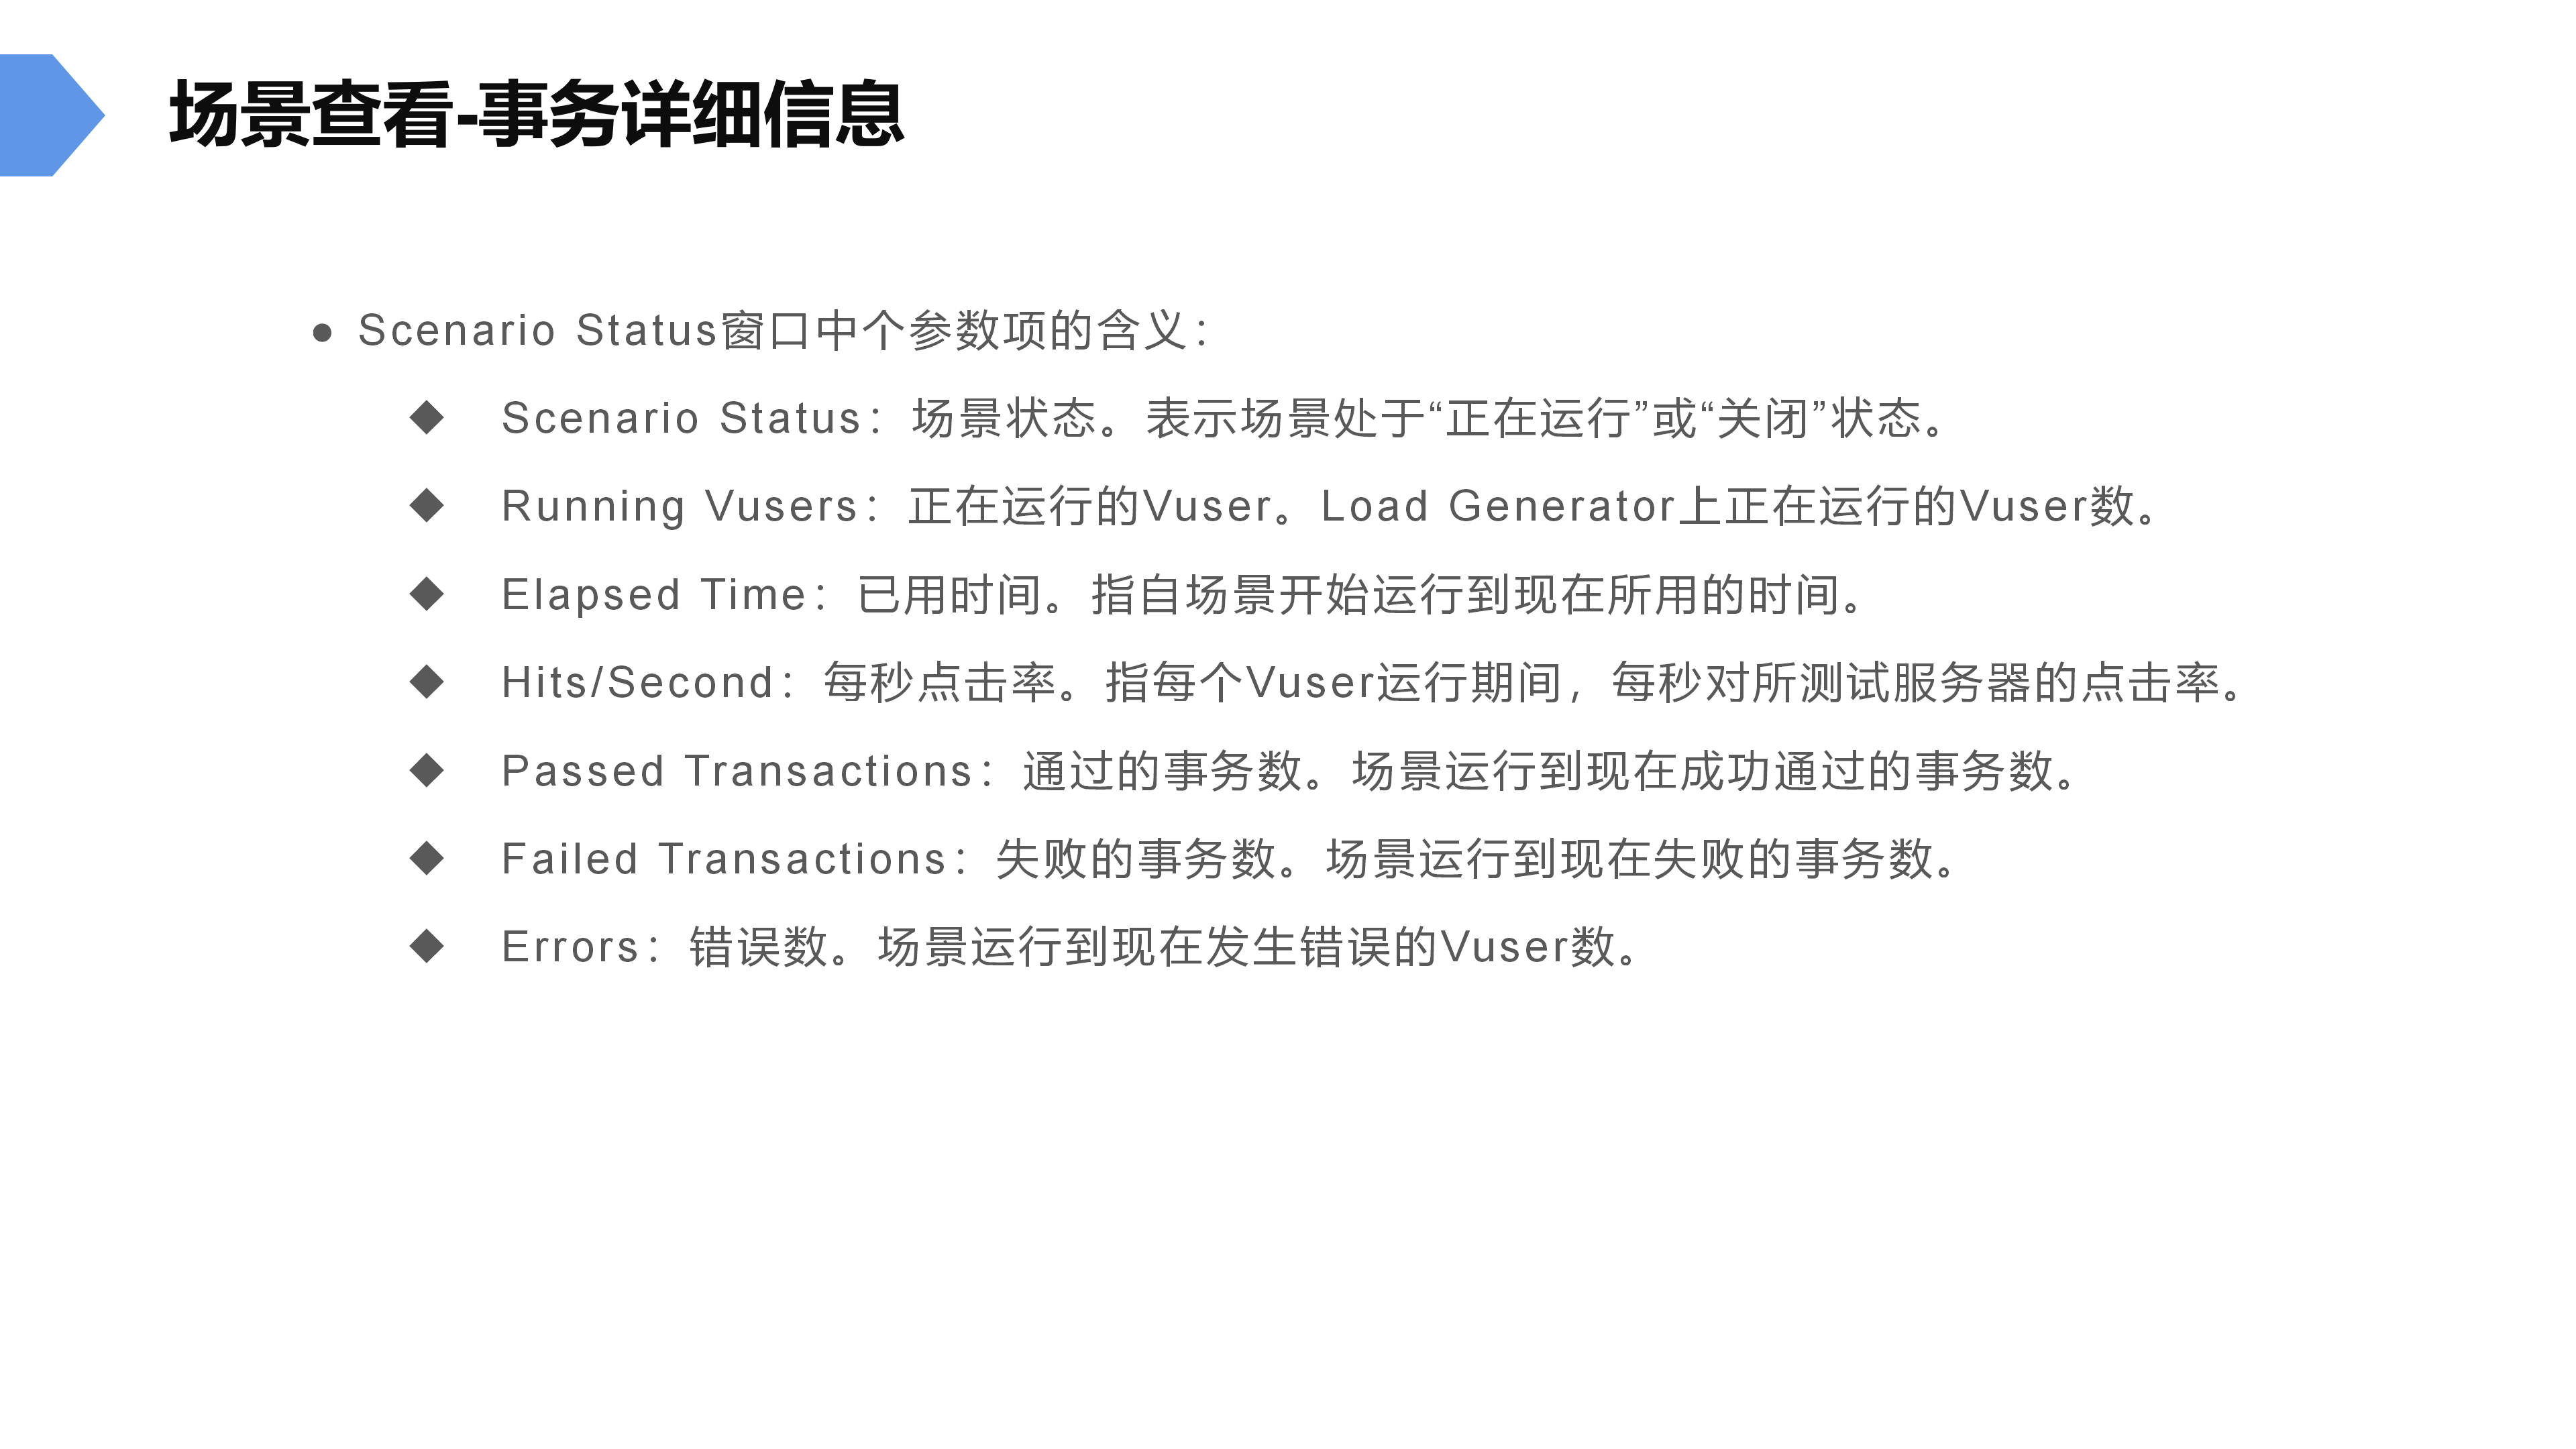 场景查看-事务详细信息
● Scenario Status窗口中个参数项的含义：
◆ Scenario Status：场景状态。表示场景处于“正在运行”或“关闭”状态。
◆ Running Vusers：正在运行的Vuser。Load Generator上正在运行的Vuser数。
◆ Elapsed Time：已用时间。指自场景开始运行到现在所用的时间。
◆ Hits/Second：每秒点击率。指每个Vuser运行期间，每秒对所测试服务器的点击率。
◆ Passed Transactions：通过的事务数。场景运行到现在成功通过的事务数。
◆ Failed Transactions：失败的事务数。场景运行到现在失败的事务数。
◆ Errors：错误数。场景运行到现在发生错误的Vuser数。